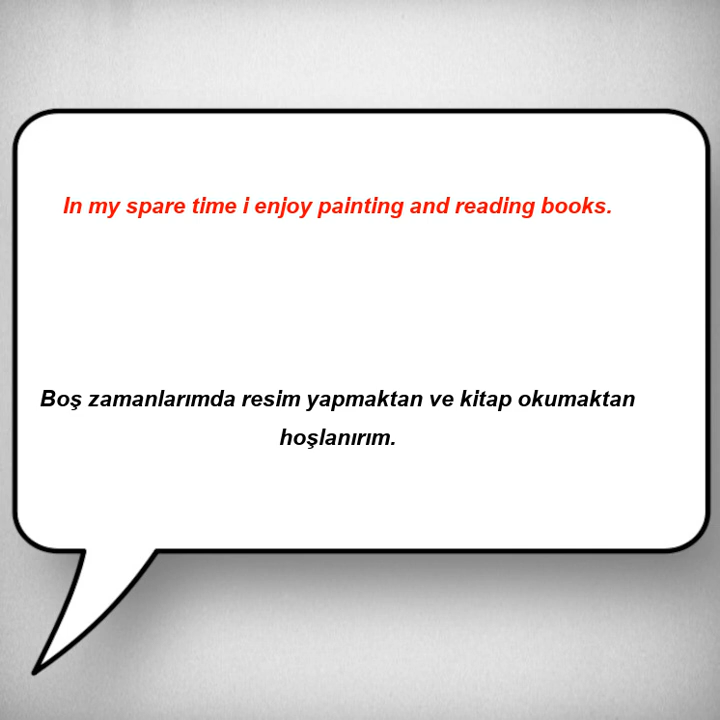 In my spare time i enjoy painting and reading books.
Boş zamanlarımda resim yapmaktan ve kitap okumaktan
hoşlanırım.